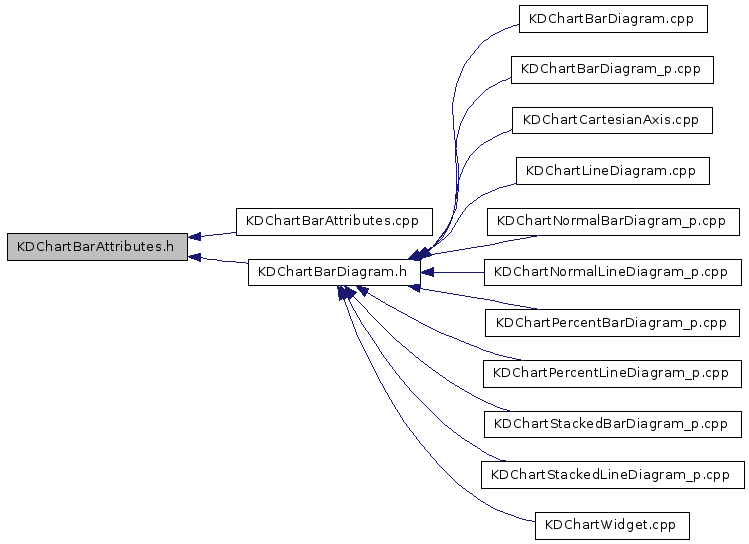 KDChartBarDiagram.cpp
KDChartBarDiagram_p.cpp
KDChartCartesianAxis.cpp
KDChartLineDiagram.cpp
KDChartBarAttributes.cpp
KDChartNormalBarDiagram_p.cpp
KDChartBarAttributes.h
KDChartBarDiagram.h
KDChartNormalLineDiagram_p.cpp
KDChartPercentBarDiagram_p.cpp
KDChartPercentLineDiagram_p.cpp
KDChartStackedBarDiagram_p.cpp
KDChartStackedLineDiagram_p.cpp
KDChartWidget.cpp